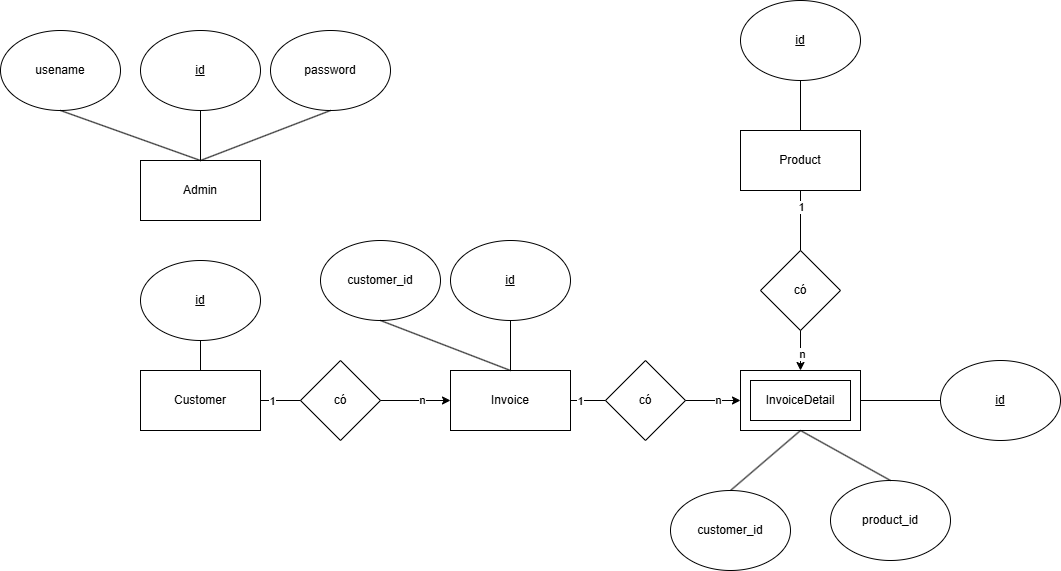 id
usename
id
password
Product
Admin
1
customer_id
id
id
có
n
Customer
1
có
n
Invoice
1
có
n
InvoiceDetail
id
customer_id
product_id